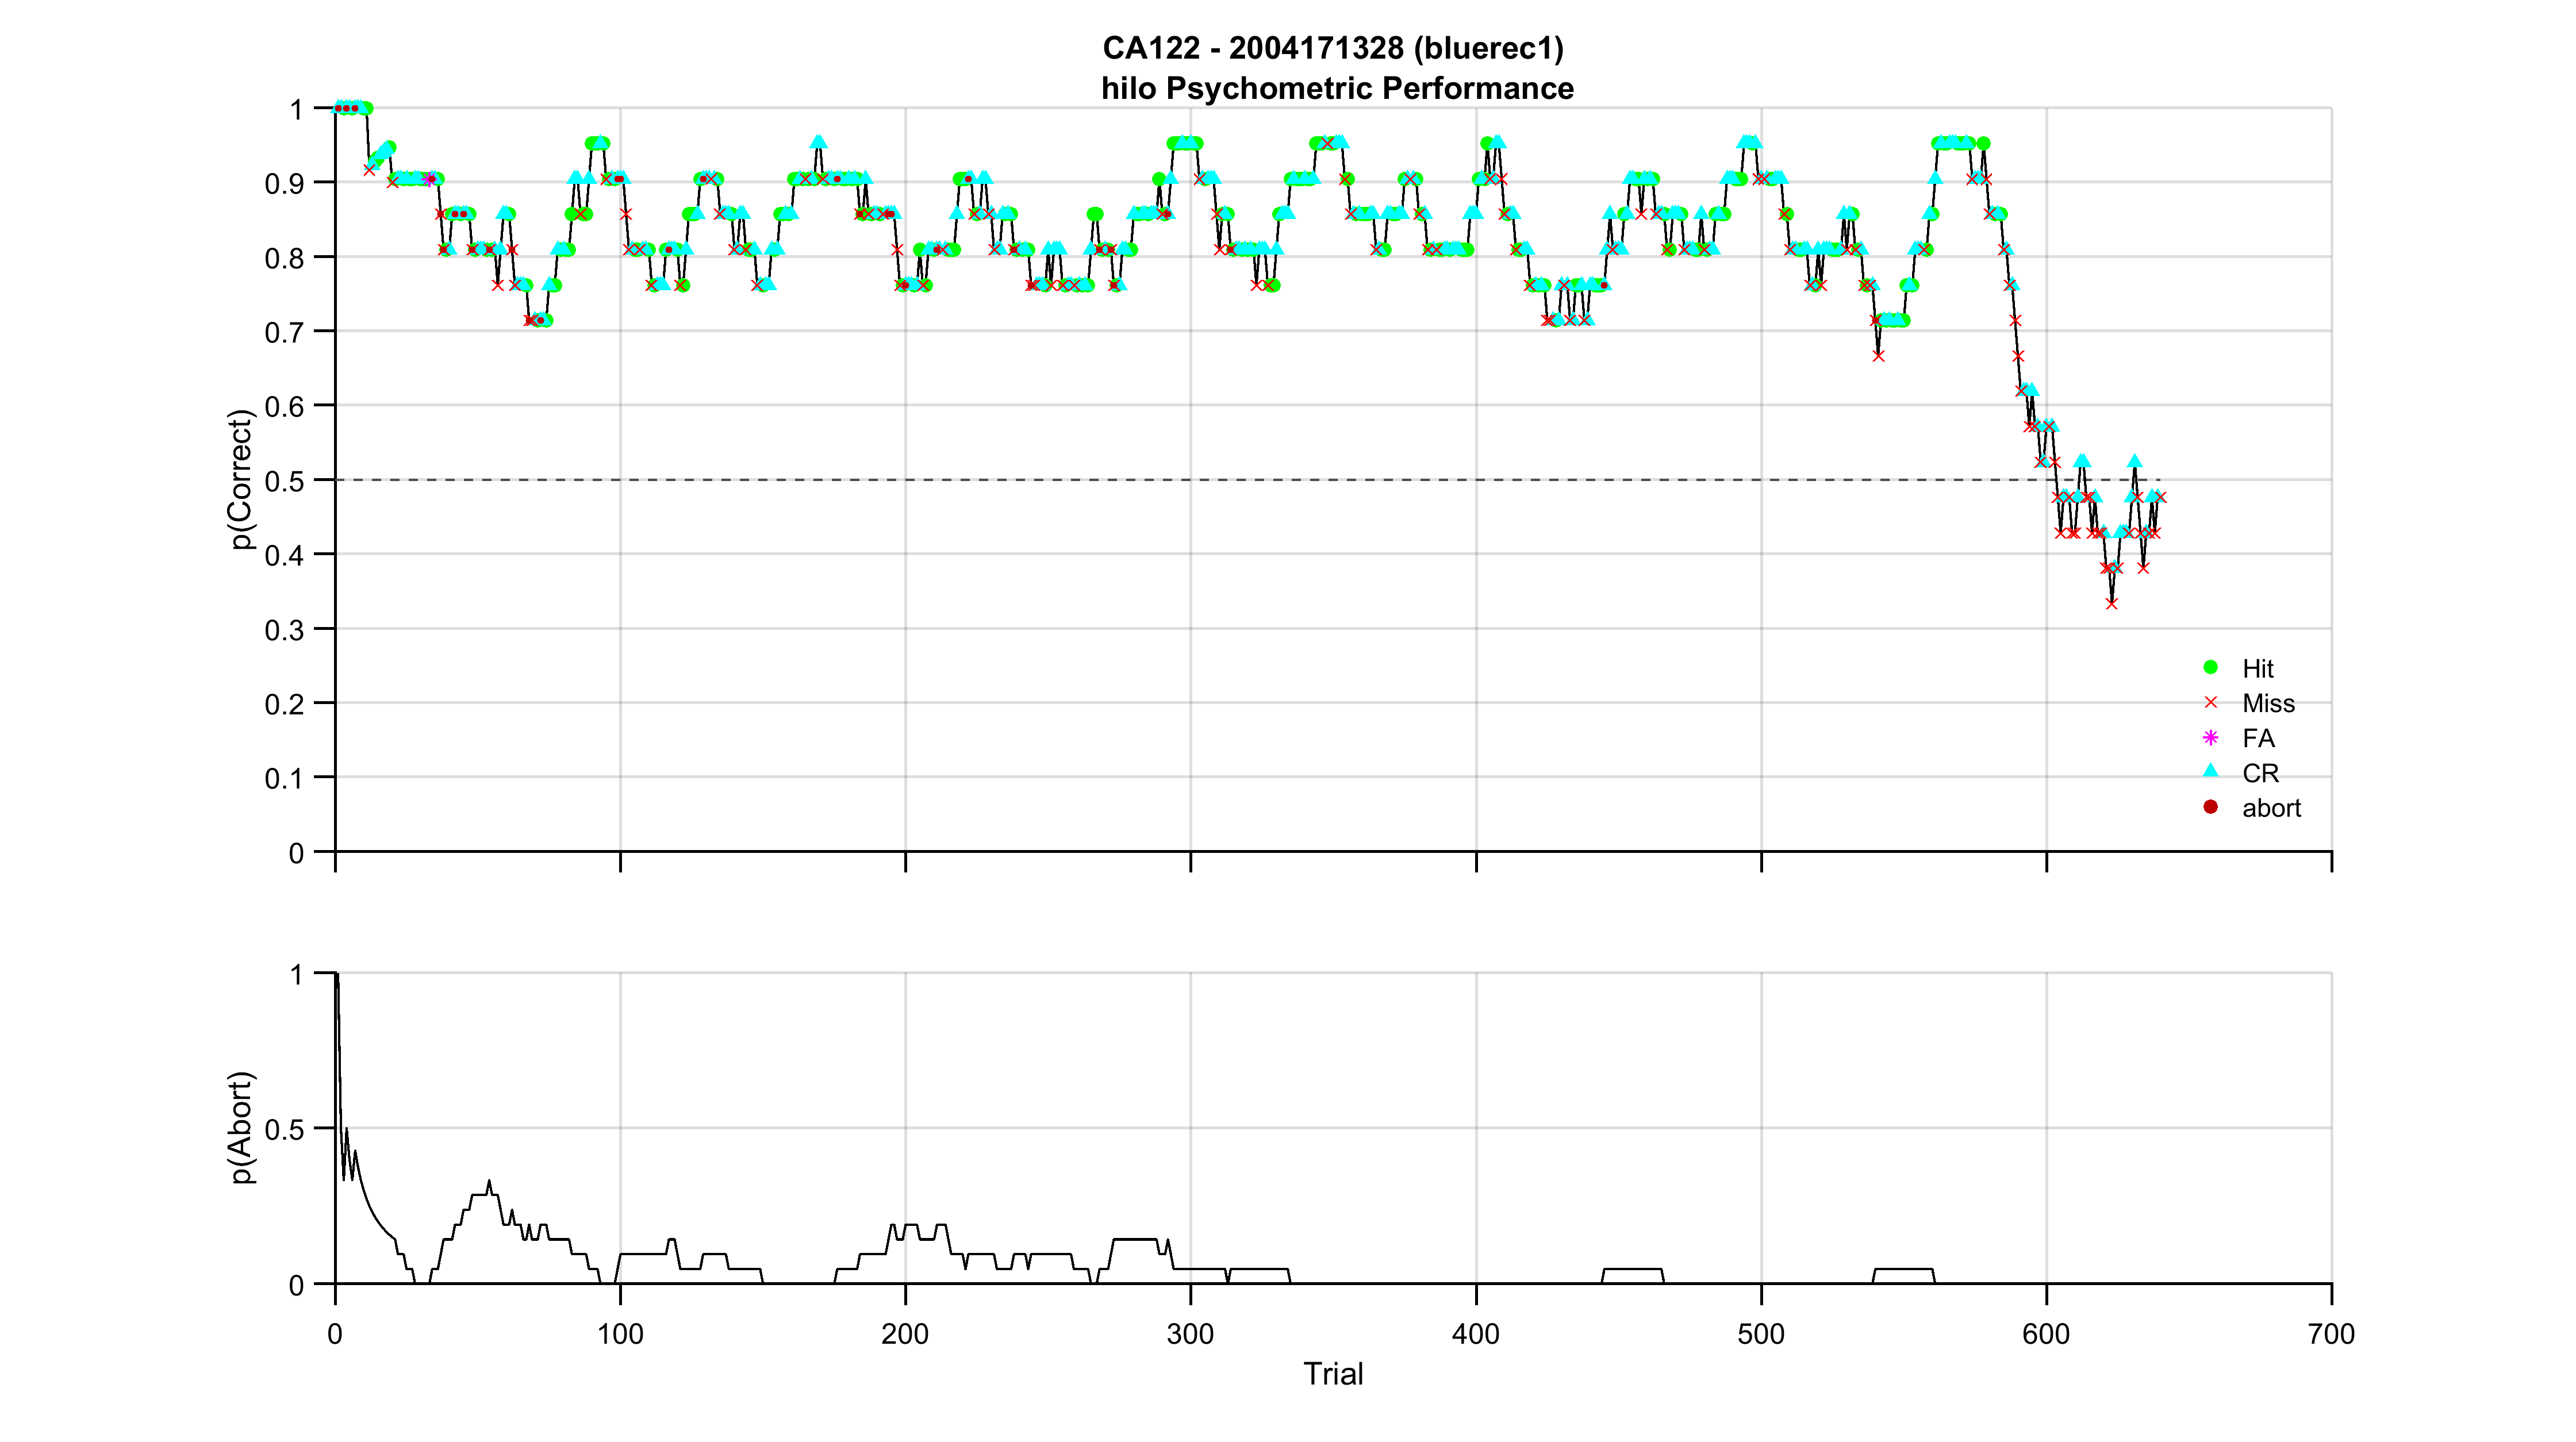 CA122 - 2004171328 (bluerec1)
hilo Psychometric Performance
1
0.9
0.8
0.7
0.6
0.5
0.4
0.3
0.2
0.1
0
p(Correct)
Hit
Miss
FA
CR
abort
1
0.5
0
p(Abort)
0 100 200 300 400 500 600 700
Trial